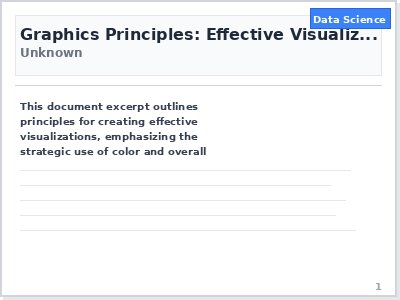 Data Science
Graphics Principles: Effective Visualiz...
Unknown
This document excerpt outlines
principles for creating effective
visualizations, emphasizing the
strategic use of color and overall
1